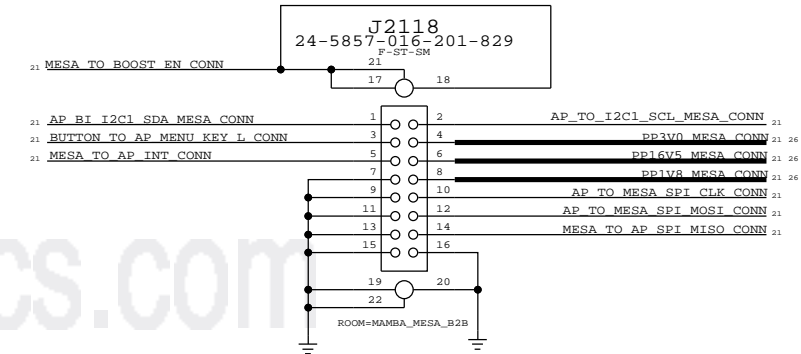 J2118
24-5857-016-201-829
F-ST-SM
21 MESA_TO_BOOST_EN_CONN
21
17 18
21 AP_BI_I2C1_SDA_MESA_CONN 1 2 AP_TO_I2C1_SCL_MESA_CONN 21
21 BUTTON_TO_AP_MENU_KEY_L_CONN 3 4 PP3V0_MESA_CONN 21 26
21 MESA_TO_AP_INT_CONN 5 6 PP16V5_MESA_CONN 21 26
7 8 PP1V8_MESA_CONN 21 26
9 10 AP_TO_MESA_SPI_CLK_CONN 21
11 12 AP_TO_MESA_SPI_MOSI_CONN 21
13 14 MESA_TO_AP_SPI_MISO_CONN 21
15 16
19 20
22
ROOM=MAMBA_MESA_B2B
cs.com